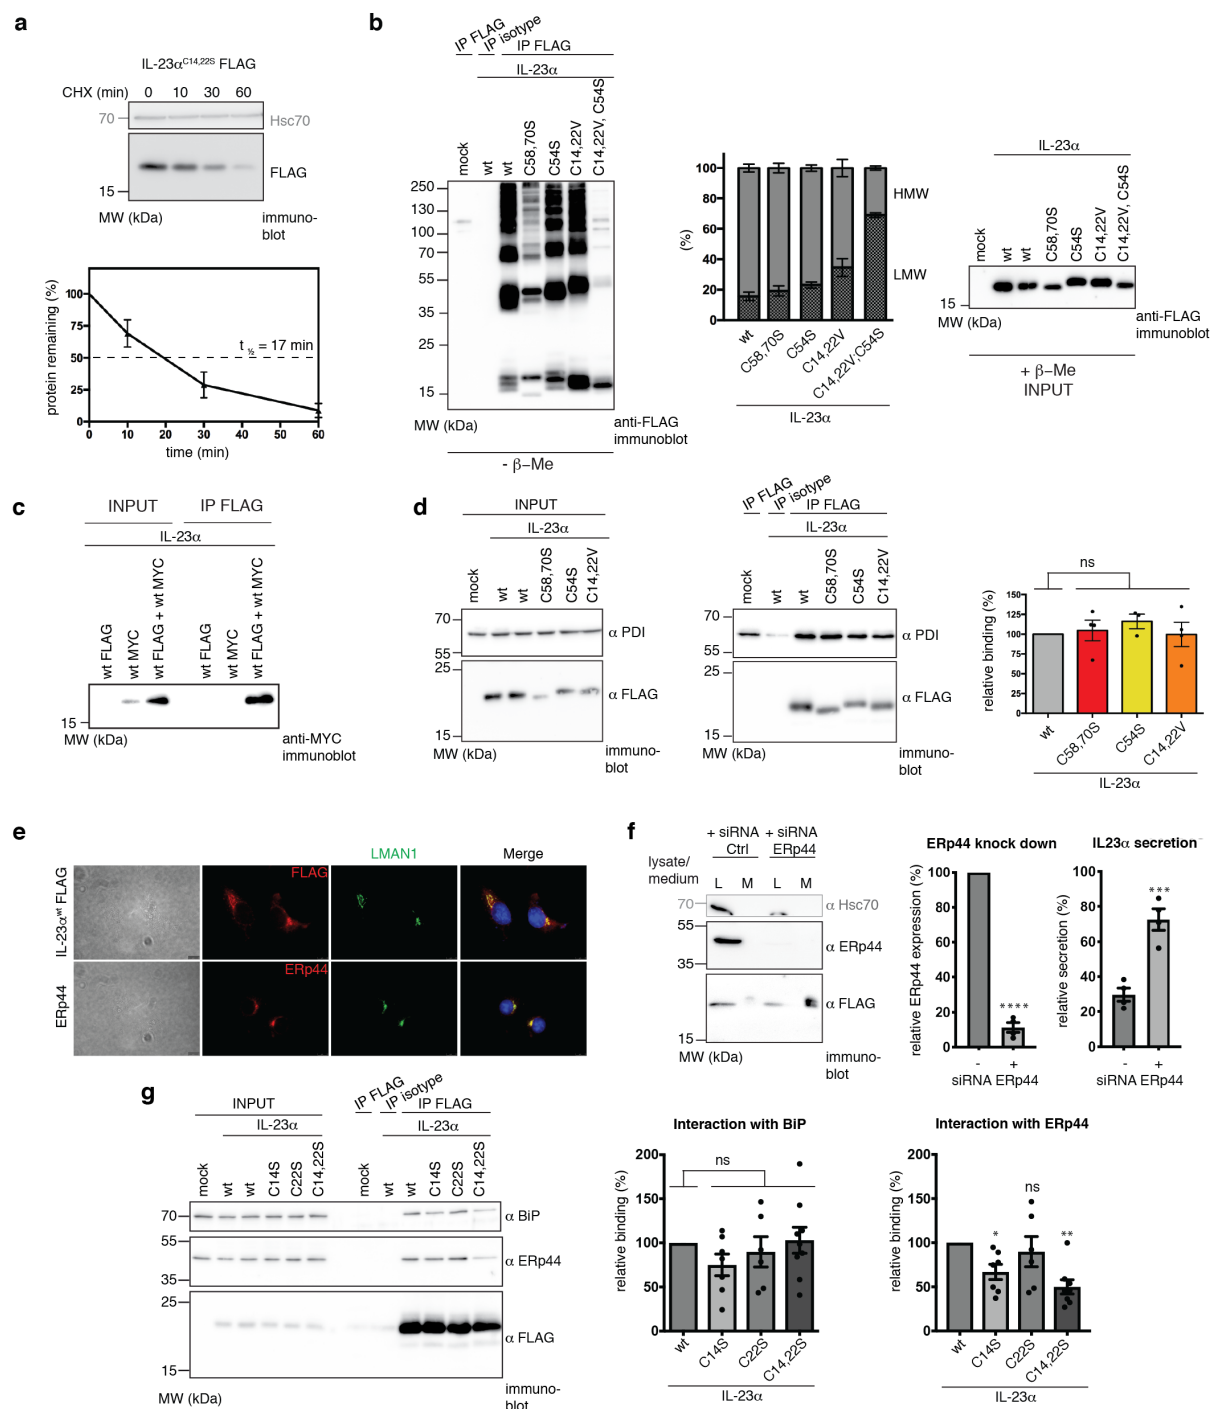 a
IL-23αC14,22S FLAG
CHX (min) 0 10 30 60
70
Hsc70
FLAG
15
MW (kDa)
immuno-
blot
protein remaining (%)
100
75
50
25
0
t ½ = 17 min
0 10 20 30 40 50 60
time (min)
b
IP FLAG
IP isotype
IP FLAG
IL-23α
mock
wt
wt
C58,70S
C54S
C14,22V
C14,22V, C54S
250
130
100
70
55
35
25
15
MW (kDa)
anti-FLAG
immunoblot
- β–Me
(%)
100
80
60
40
20
0
HMW
LMW
wt
C58,70S
C54S
C14,22V
C14,22V;C54S
IL-23α
IL-23α
mock
wt
wt
C58,70S
C54S
C14,22V
C14,22V, C54S
15
MW (kDa)
anti-FLAG
immunoblot
+ β–Me
INPUT
c
INPUT
IP FLAG
IL-23α
wt FLAG
wt MYC
wt FLAG + wt MYC
wt FLAG
wt MYC
wt FLAG + wt MYC
15
MW (kDa)
anti-MYC
immunoblot
d
INPUT
IL-23α
mock
wt
wt
C58,70S
C54S
C14,22V
70
α PDI
55
25
α FLAG
15
MW (kDa)
immuno-
blot
IP FLAG
IP isotype
IP FLAG
IL-23α
mock
wt
wt
C58,70S
C54S
C14,22V
70
α PDI
55
25
α FLAG
15
MW (kDa)
immuno-
blot
ns
relative binding (%)
150
125
100
75
50
25
0
wt
C58,70S
C54S
C14,22V
IL-23α
e
LMAN1
Merge
IL-23αwt FLAG
FLAG
ERp44
ERp44
f
+ siRNA
Ctrl
+ siRNA
ERp44
lysate/
medium
L M L M
70
α Hsc70
55
α ERp44
35
α FLAG
15
MW (kDa)
immuno-
blot
ERp44 knock down
relative ERp44 expression (%)
100
80
60
40
20
0
****
- +
siRNA ERp44
IL23α secretion
relative secretion (%)
100
80
60
40
20
0
***
- +
siRNA ERp44
g
INPUT
IL-23α
mock
wt
wt
C14S
C22S
C14,22S
IP FLAG
IP isotype
IP FLAG
IL-23α
mock
wt
wt
C14S
C22S
C14,22S
70
α BiP
55
α ERp44
35
25
α FLAG
15
MW (kDa)
immuno-
blot
Interaction with BiP
relative binding (%)
200
150
100
50
0
ns
wt
C14S
C22S
C14,22S
IL-23α
Interaction with ERp44
relative binding (%)
200
150
100
50
0
*
ns
**
wt
C14S
C22S
C14,22S
IL-23α